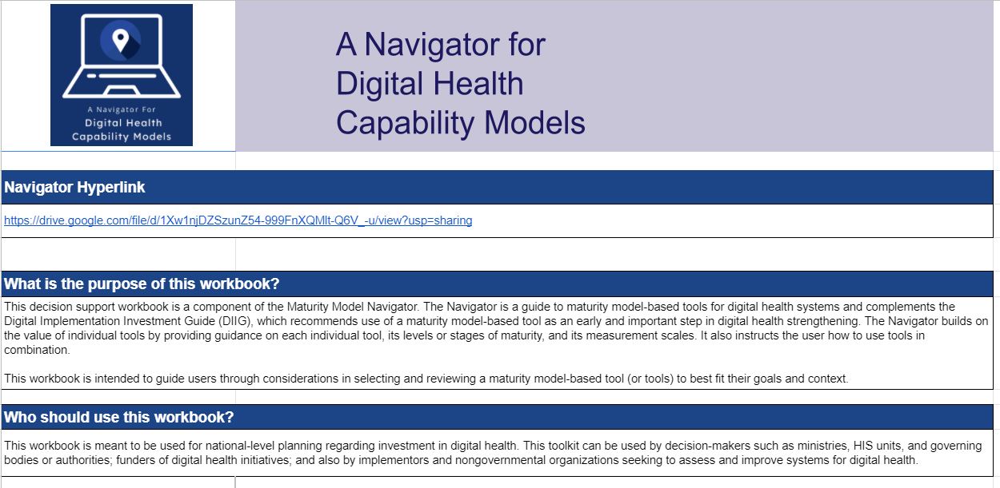 A Navigator For
Digital Health
Capability Models
A Navigator for
Digital Health
Capability Models
Navigator Hyperlink
https://drive.google.com/file/d/1Xw1njDZSzunZ54-999FnXQMlt-Q6V_-u/view?usp=sharing
What is the purpose of this workbook?
This decision support workbook is a component of the Maturity Model Navigator. The Navigator is a guide to maturity model-based tools for digital health systems and complements the
Digital Implementation Investment Guide (DIIG), which recommends use of a maturity model-based tool as an early and important step in digital health strengthening. The Navigator builds on
the value of individual tools by providing guidance on each individual tool, its levels or stages of maturity, and its measurement scales. It also instructs the user how to use tools in
combination.
This workbook is intended to guide users through considerations in selecting and reviewing a maturity model-based tool (or tools) to best fit their goals and context.
Who should use this workbook?
This workbook is meant to be used for national-level planning regarding investment in digital health. This toolkit can be used by decision-makers such as ministries, HIS units, and governing
bodies or authorities; funders of digital health initiatives; and also by implementors and nongovernmental organizations seeking to assess and improve systems for digital health.